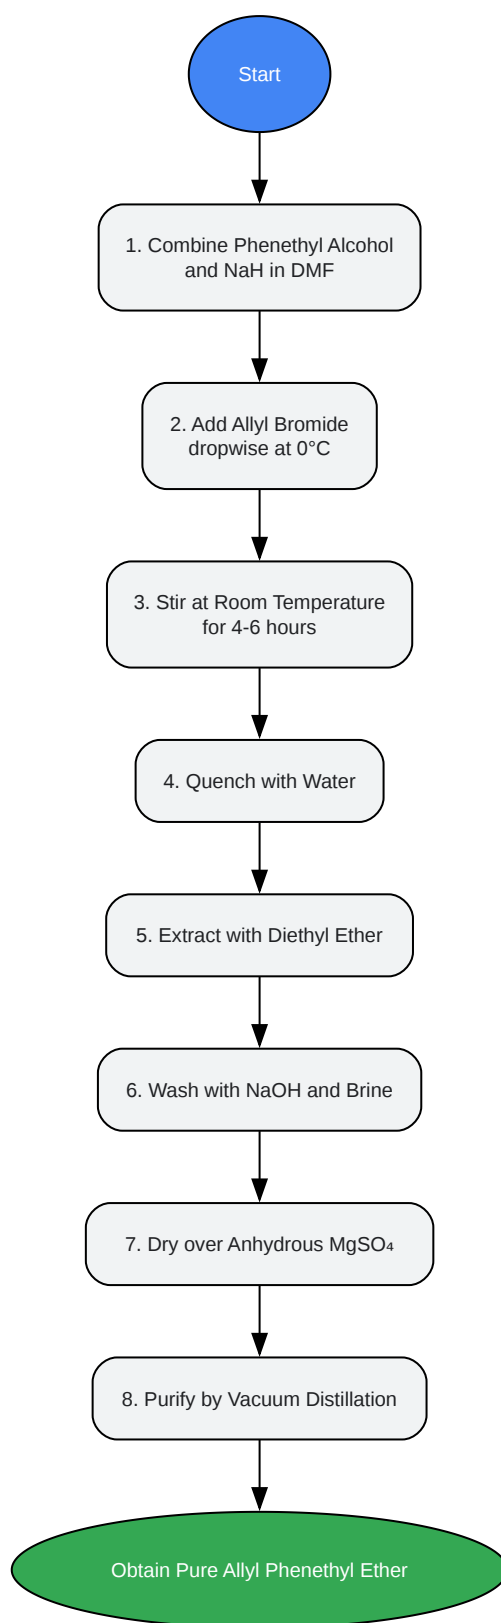 Start
1. Combine Phenethyl Alcohol
and NaH in DMF
2. Add Allyl Bromide
dropwise at 0°C
3. Stir at Room Temperature
for 4-6 hours
4. Quench with Water
5. Extract with Diethyl Ether
6. Wash with NaOH and Brine
7. Dry over Anhydrous MgSO₄
8. Purify by Vacuum Distillation
Obtain Pure Allyl Phenethyl Ether